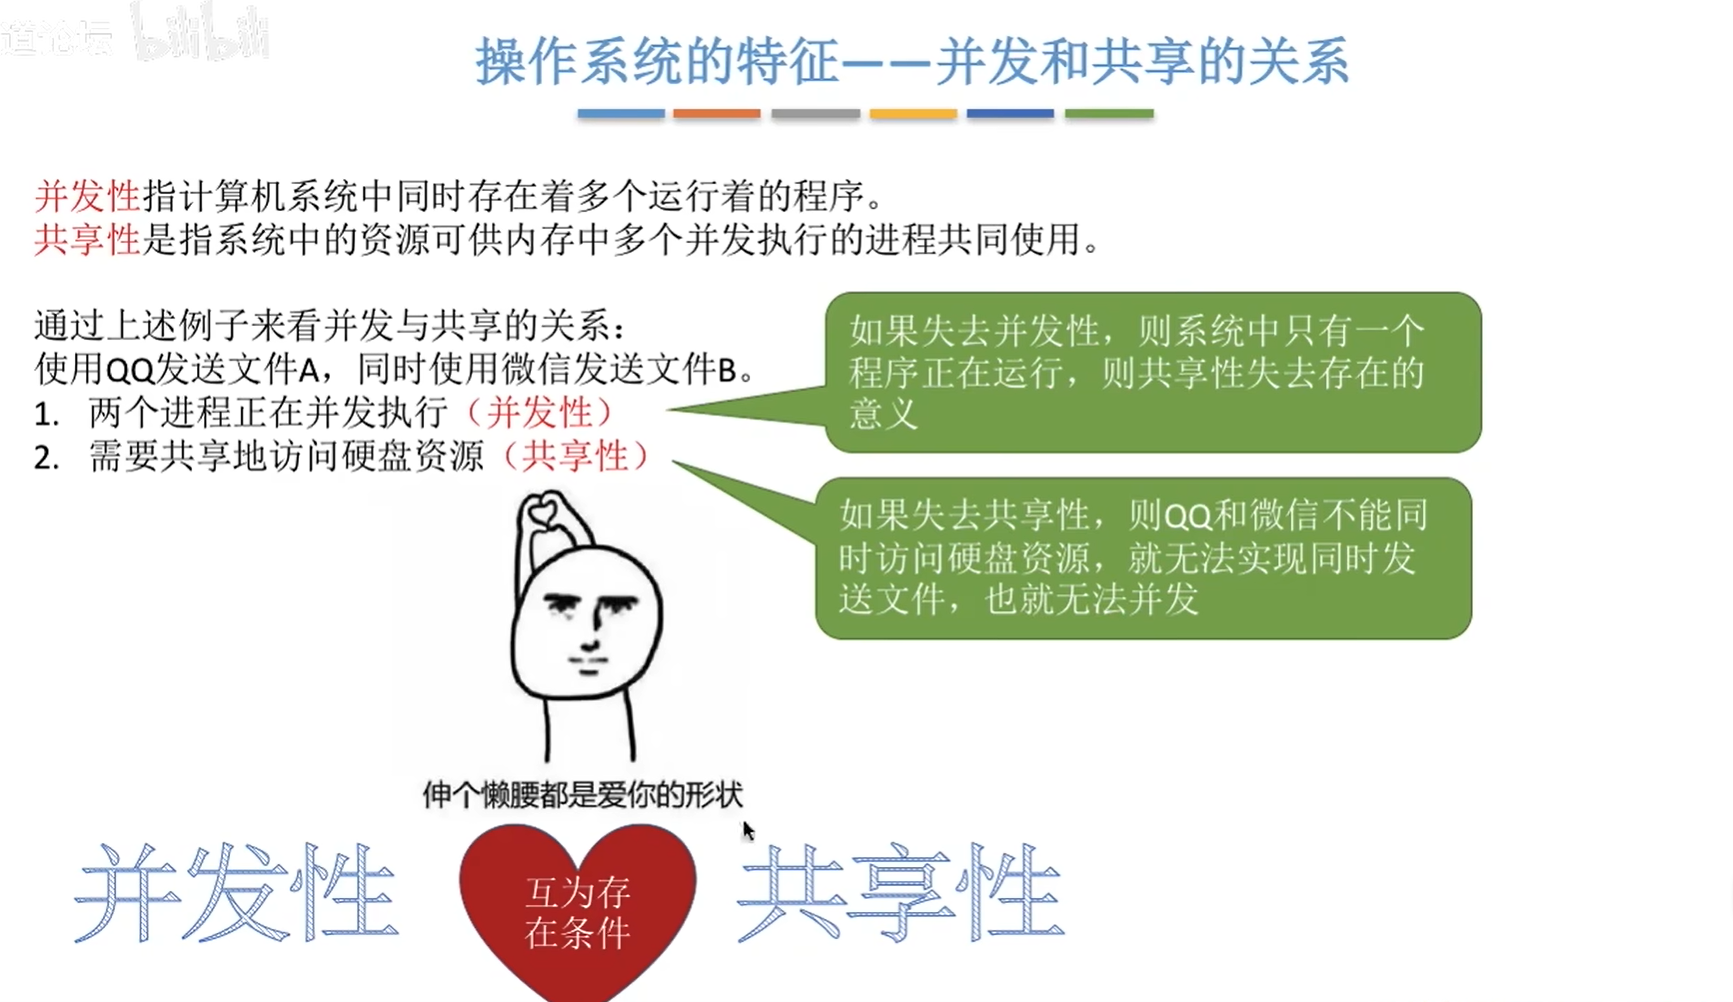 道论坛 bilibili
操作系统的特征——并发和共享的关系
并发性指计算机系统中同时存在着多个运行着的程序。
共享性是指系统中的资源可供内存中多个并发执行的进程共同使用。
通过上述例子来看并发与共享的关系：
使用QQ发送文件A，同时使用微信发送文件B。
1. 两个进程正在并发执行（并发性）
2. 需要共享地访问硬盘资源（共享性）
如果失去并发性，则系统中只有一个
程序正在运行，则共享性失去存在的
意义
如果失去共享性，则QQ和微信不能同
时访问硬盘资源，就无法实现同时发
送文件，也就无法并发
伸个懒腰都是爱你的形状
并发性
互为存
在条件
共享性